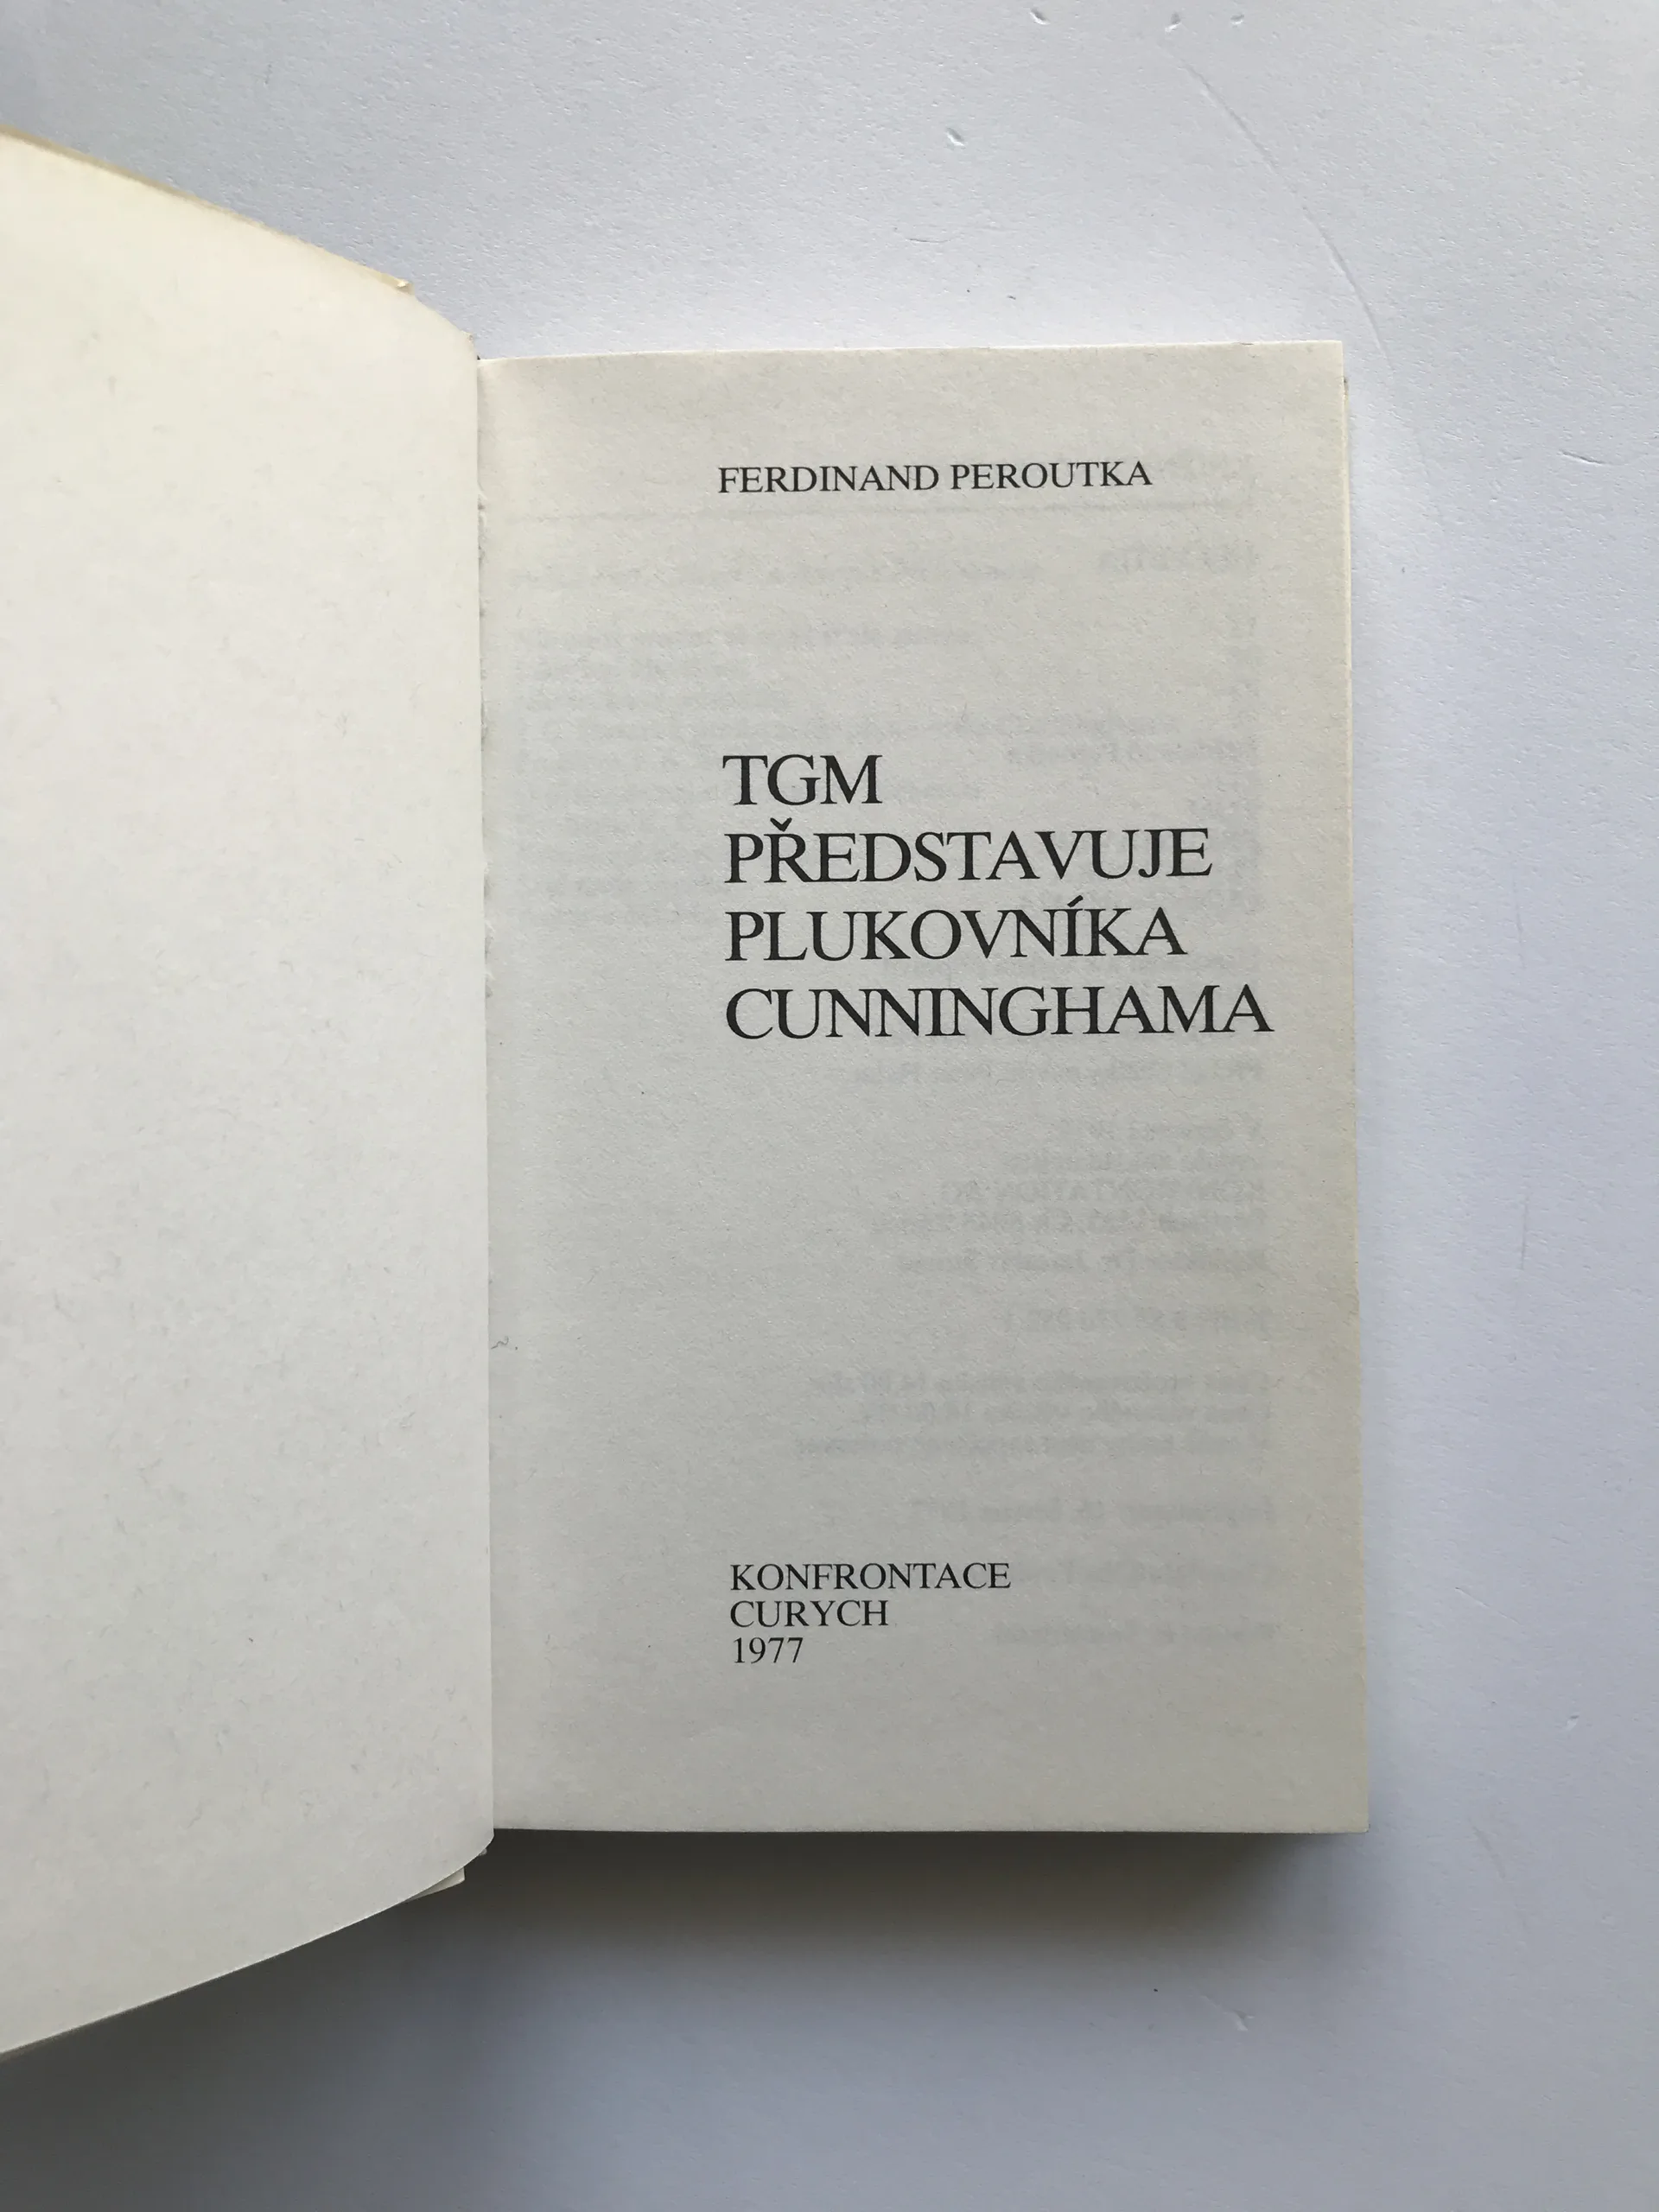 FERDINAND PEROUTKA
TGM
PŘEDSTAVUJE
PLUKOVNÍKA
CUNNINGHAMA
KONFRONTACE
CURYCH
1977